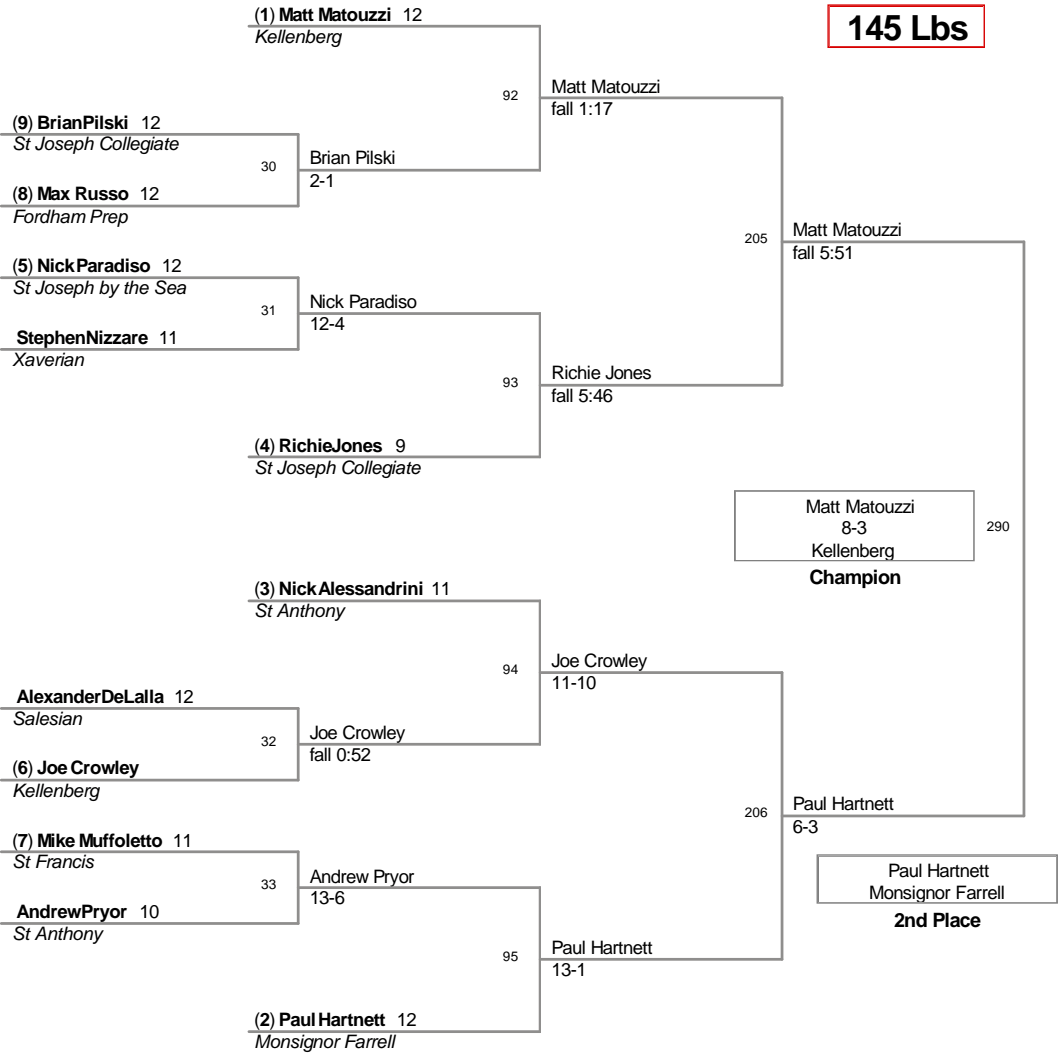 145 Lbs
(1) Matt Matouzzi 12
Kellenberg
92
Matt Matouzzi
fall 1:17
(9) BrianPilski 12
St Joseph Collegiate
30
Brian Pilski
2-1
(8) Max Russo 12
Fordham Prep
205
Matt Matouzzi
fall 5:51
(5) NickParadiso 12
St Joseph by the Sea
31
Nick Paradiso
12-4
StephenNizzare 11
Xaverian
93
Richie Jones
fall 5:46
(4) RichieJones 9
St Joseph Collegiate
Matt Matouzzi
8-3
Kellenberg
290
Champion
(3) NickAlessandrini 11
St Anthony
94
Joe Crowley
11-10
AlexanderDeLalla 12
Salesian
32
Joe Crowley
fall 0:52
(6) Joe Crowley
Kellenberg
206
Paul Hartnett
6-3
(7) Mike Muffoletto 11
St Francis
33
Andrew Pryor
13-6
Paul Hartnett
Monsignor Farrell
2nd Place
AndrewPryor 10
St Anthony
95
Paul Hartnett
13-1
(2) PaulHartnett 12
Monsignor Farrell